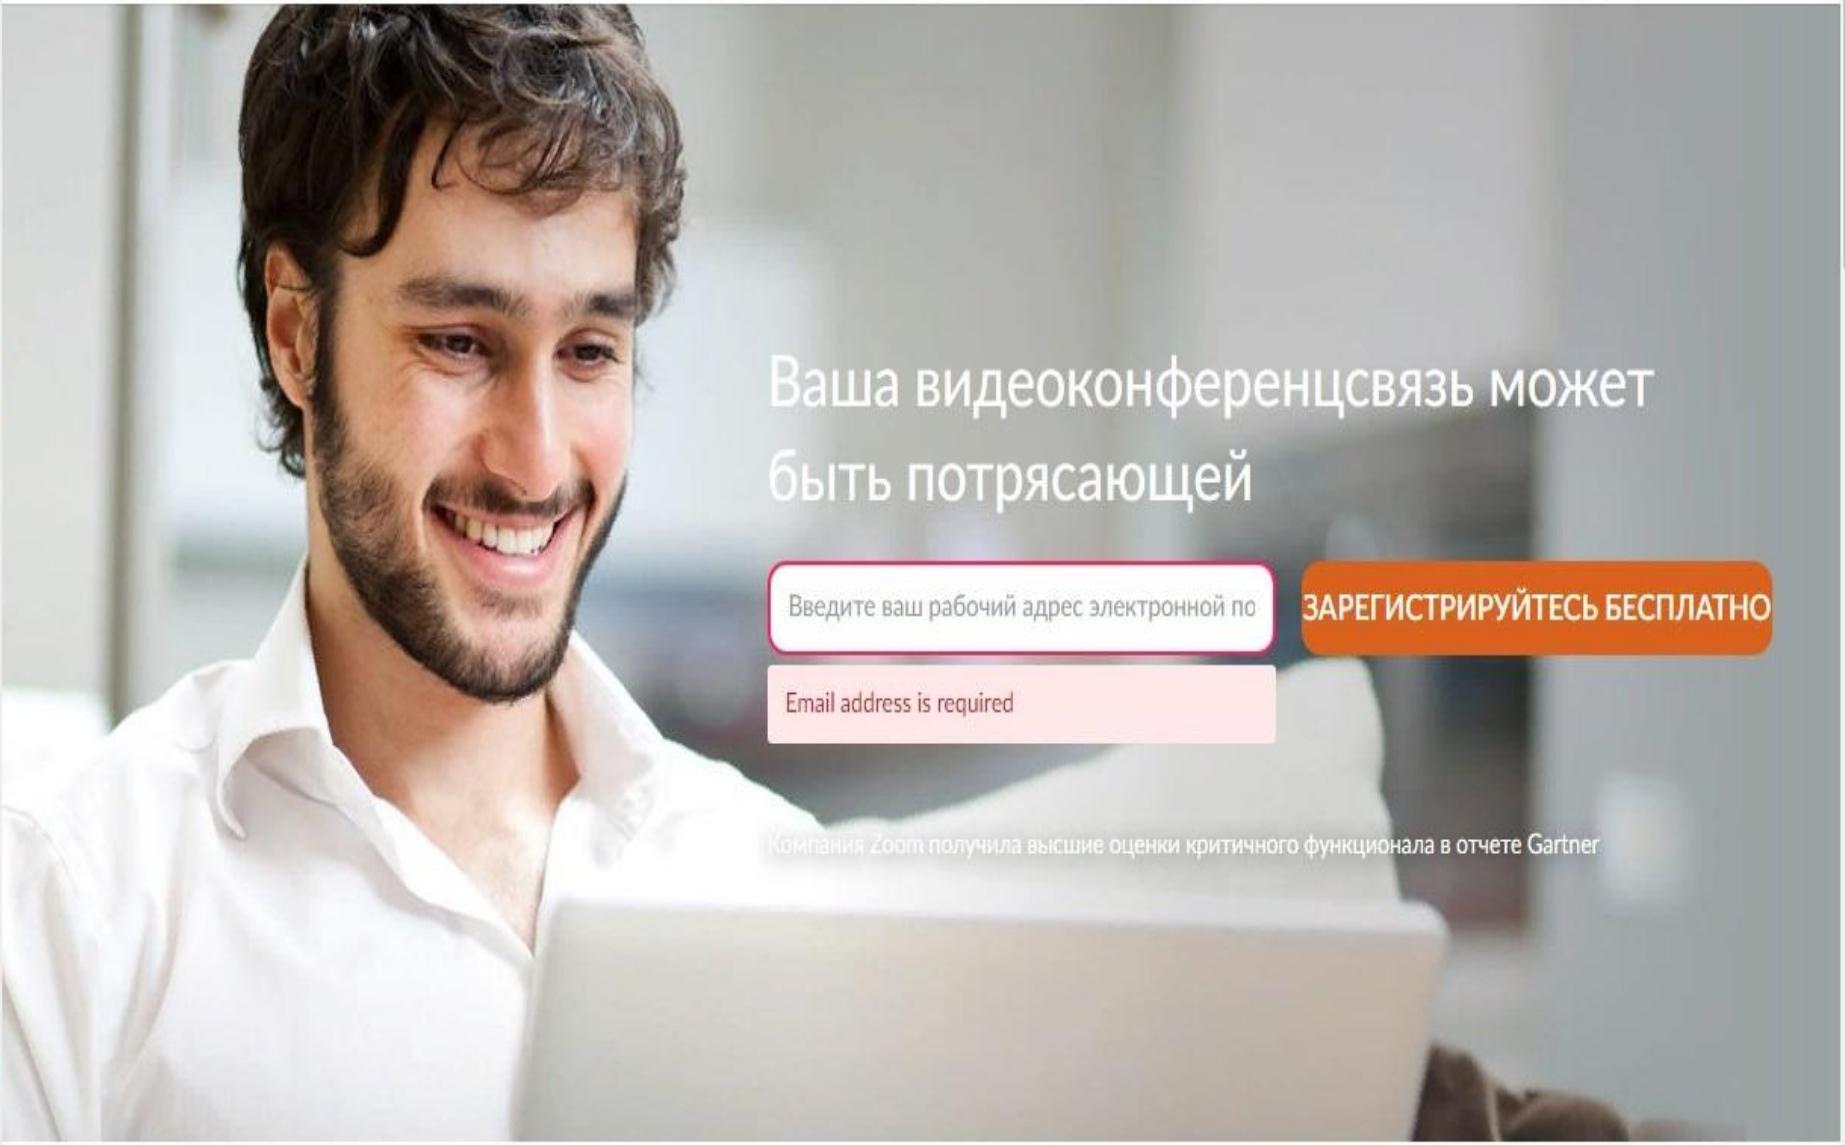 Ваша видеоконференцсвязь может
быть потрясающей
Введите ваш рабочий адрес электронной по
ЗАРЕГИСТРИРУЙТЕСЬ БЕСПЛАТНО
Email address is required
Компания Zoom получила высшие оценки критичного функционала в отчете Gartner